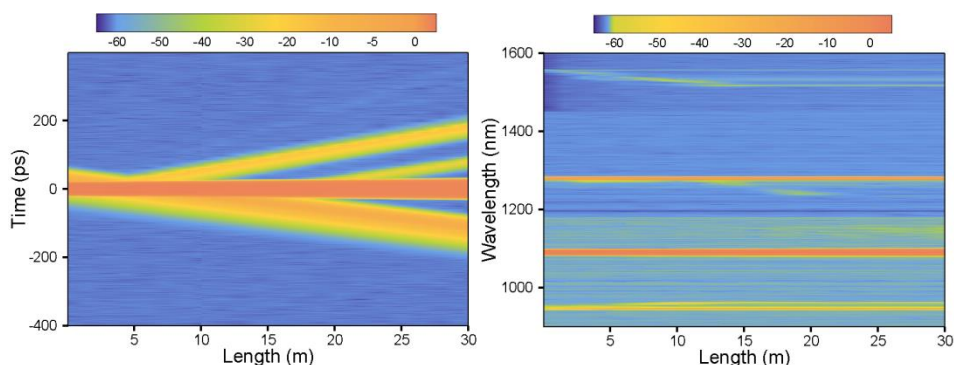 -60 -50 -40 -30 -20 -10 -5 0
200
0
-200
-400
Time (ps)
5 10 15 20 25 30
Length (m)
-60 -50 -40 -30 -20 -10 0
1600
1400
1200
1000
Wavelength (nm)
5 10 15 20 25 30
Length (m)